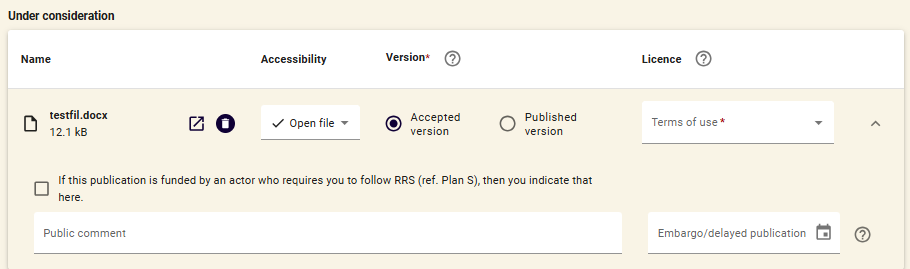 Under consideration
Name Accessibility Version* Licence
testfil.docx
12.1 kB
Open file
Accepted version
Published version
Terms of use *
If this publication is funded by an actor who requires you to follow RRS (ref. Plan S), then you indicate that
here.
Public comment
Embargo/delayed publication